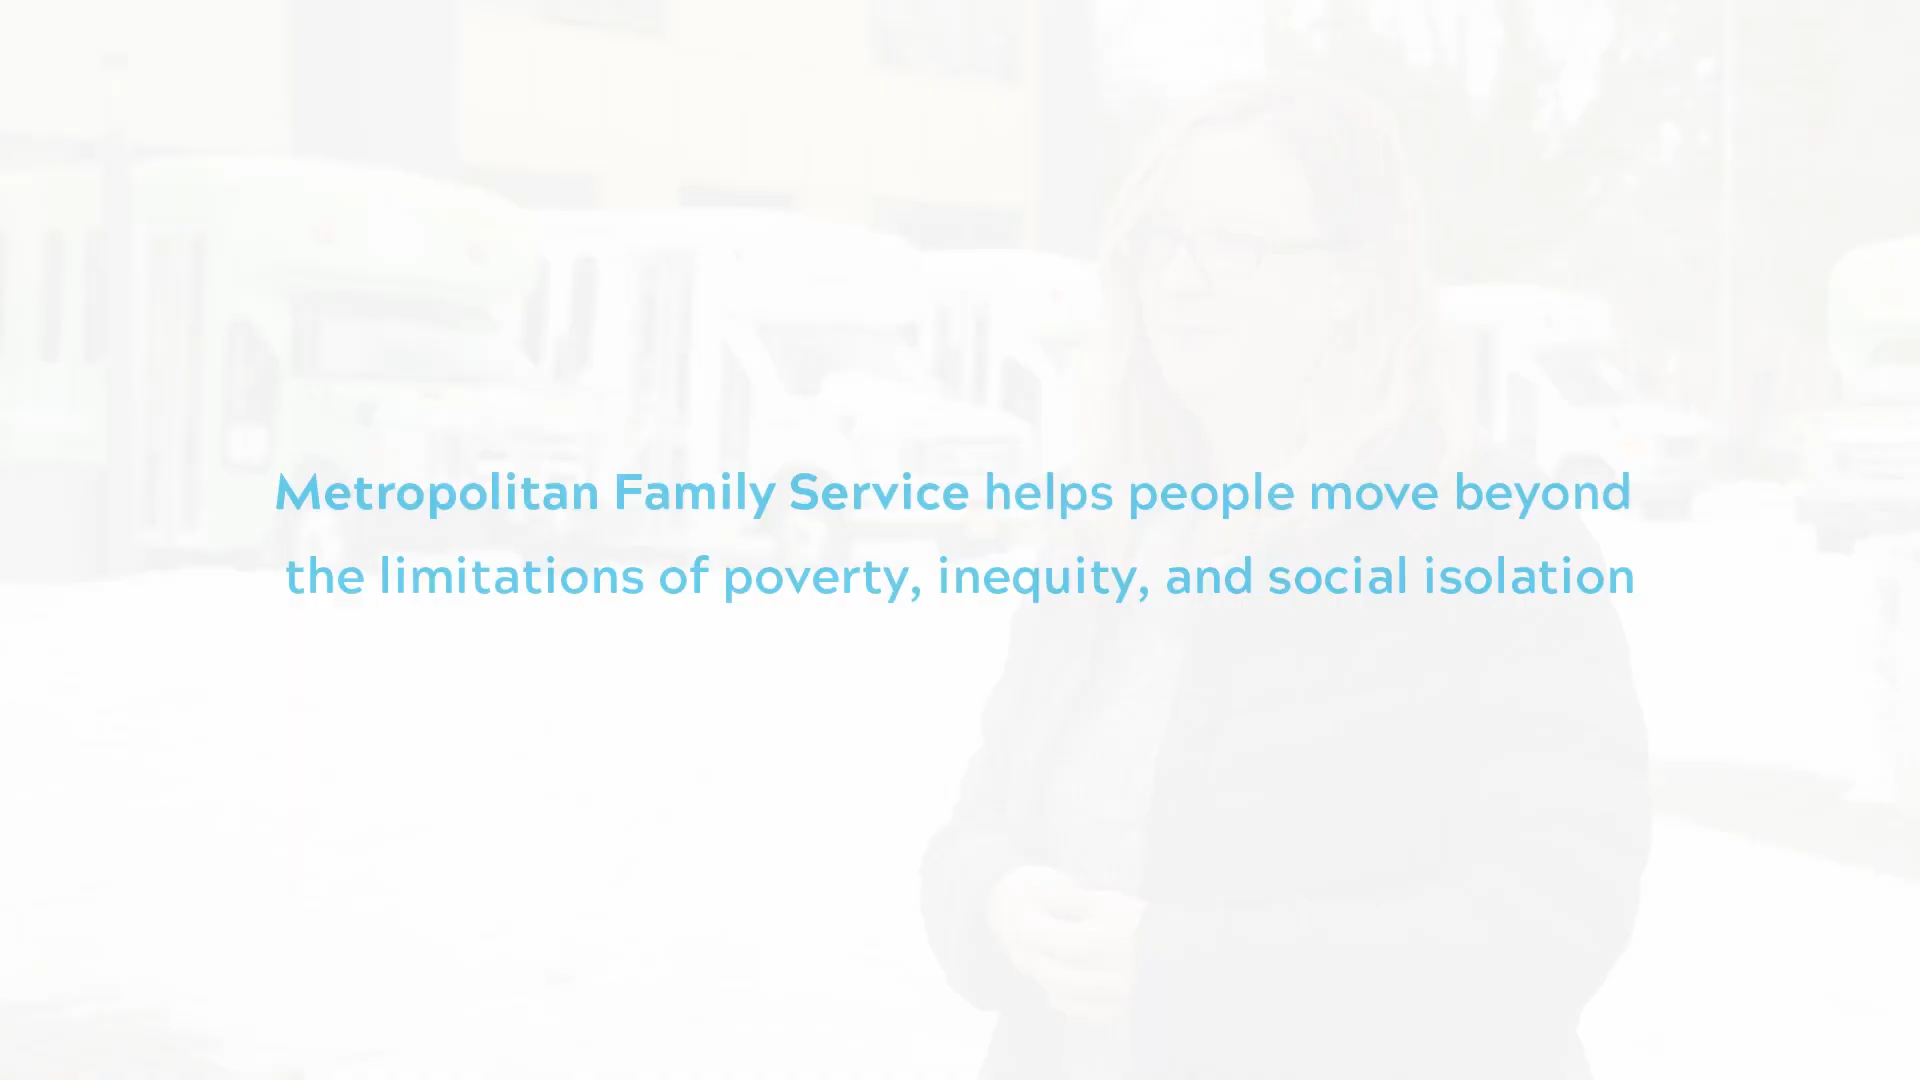 Metropolitan Family Service helps people move beyond
the limitations of poverty, inequity, and social isolation